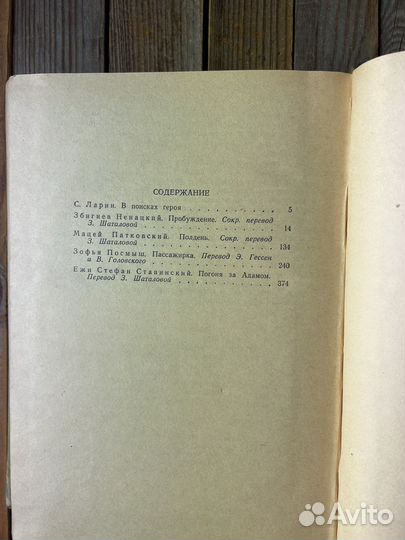 СОДЕРЖАНИЕ
С. Ларин. В поисках героя . . . . . . . . . 5
Збигнев Ненацкий. Пробуждение. Сокр. перевод
З. Шаталовой . . . . . . . . . . . . . 14
Мацей Патковский. Полдень. Сокр. перевод
З. Шаталовой . . . . . . . . . . . . . 134
Зофья Посмыш. Пассажирка. Перевод Э. Гессен
и В. Головского . . . . . . . . . . . . 240
Ежи Стефан Ставинский. Погоня за Адамом.
Перевод З. Шаталовой . . . . . . . . . 374
Avito